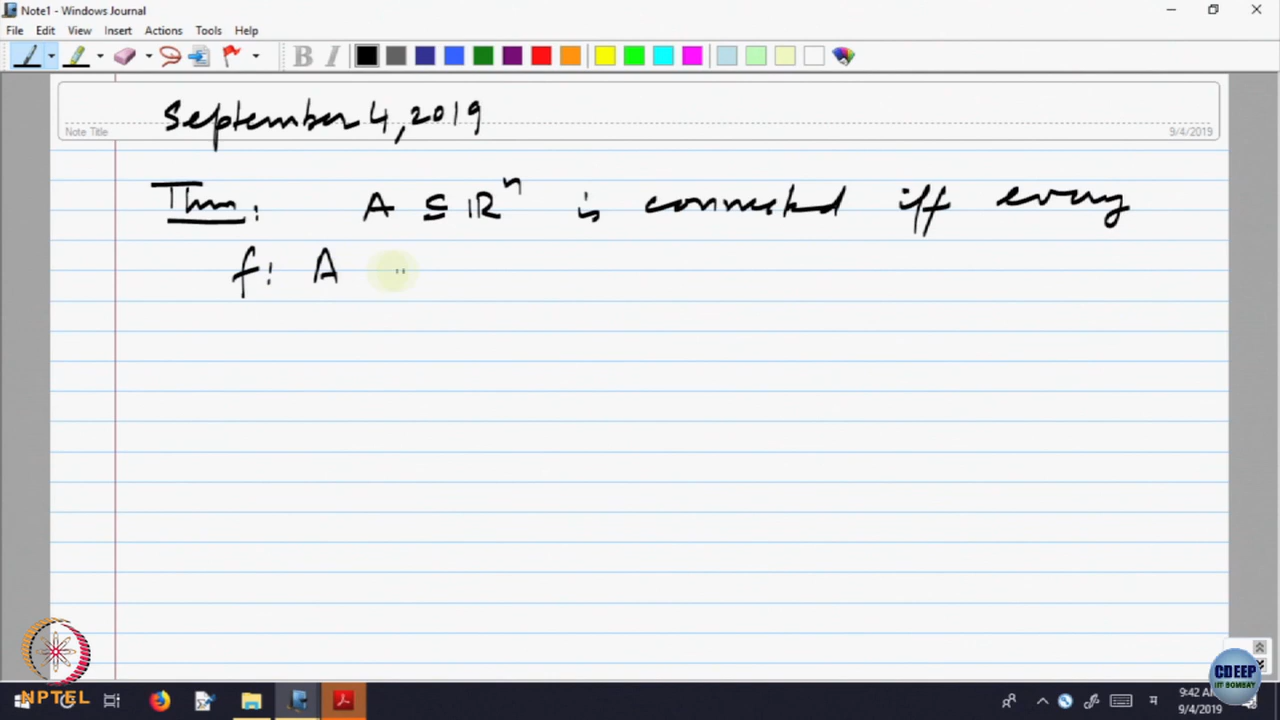 Note1 - Windows Journal
File Edit View Insert Actions Tools Help
B I
September 4, 2019
Note Title 9/4/2019
Thm: A ⊆ ℝⁿ is connected iff every
f: A
CDEEP
IIT BOMBAY
NPTEL
म
9:42 AM
9/4/2019